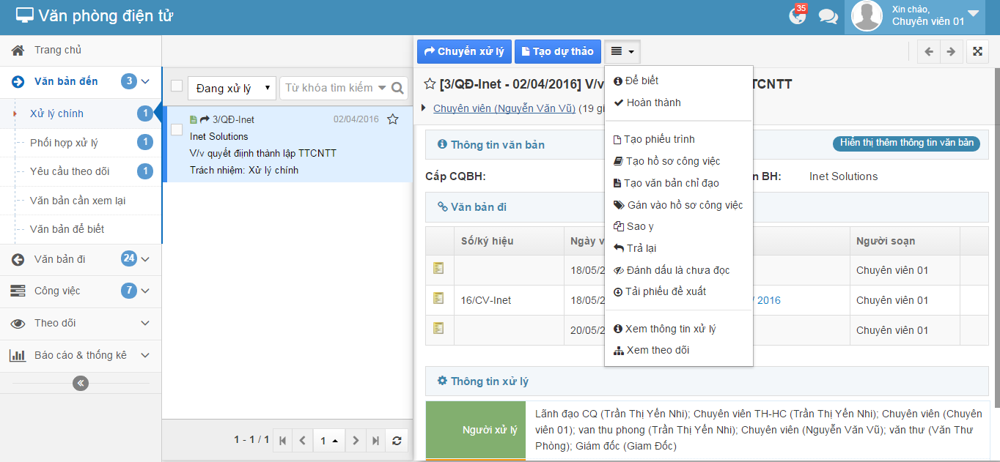 Văn phòng điện tử
35
Xin chào,
Chuyên viên 01
Trang chủ
Văn bản đến 3
Xử lý chính 1
Phối hợp xử lý 1
Yêu cầu theo dõi 1
Văn bản cần xem lại
Văn bản để biết
Văn bản đi 24
Công việc 7
Theo dõi
Báo cáo & thống kê
Đang xử lý
Từ khóa tìm kiếm
3/QĐ-Inet 02/04/2016
Inet Solutions
V/v quyết định thành lập TTCNTT
Trách nhiệm: Xử lý chính
1 - 1 / 1
1
Chuyển xử lý
Tạo dự thảo
[3/QĐ-Inet - 02/04/2016] V/v TTCNTT
Chuyên viên (Nguyễn Văn Vũ) (19 gi
Để biết
Hoàn thành
Tạo phiếu trình
Tạo hồ sơ công việc
Tạo văn bản chỉ đạo
Gán vào hồ sơ công việc
Sao y
Trả lại
Đánh dấu là chưa đọc
Tải phiếu đề xuất
Xem thông tin xử lý
Xem theo dõi
Thông tin văn bản
Hiển thị thêm thông tin văn bản
Cấp CQBH: n BH: Inet Solutions
Văn bản đi
Số/ký hiệu Ngày v Người soạn
18/05/2 Chuyên viên 01
16/CV-Inet 18/05/2 / 2016 Chuyên viên 01
20/05/2 Chuyên viên 01
Thông tin xử lý
Người xử lý
Lãnh đạo CQ (Trần Thị Yến Nhi); Chuyên viên TH-HC (Trần Thị Yến Nhi); Chuyên viên (Chuyên
viên 01); van thu phong (Trần Thị Yến Nhi); Chuyên viên (Nguyễn Văn Vũ); văn thư (Văn Thư
Phòng); Giám đốc (Giam Đốc)